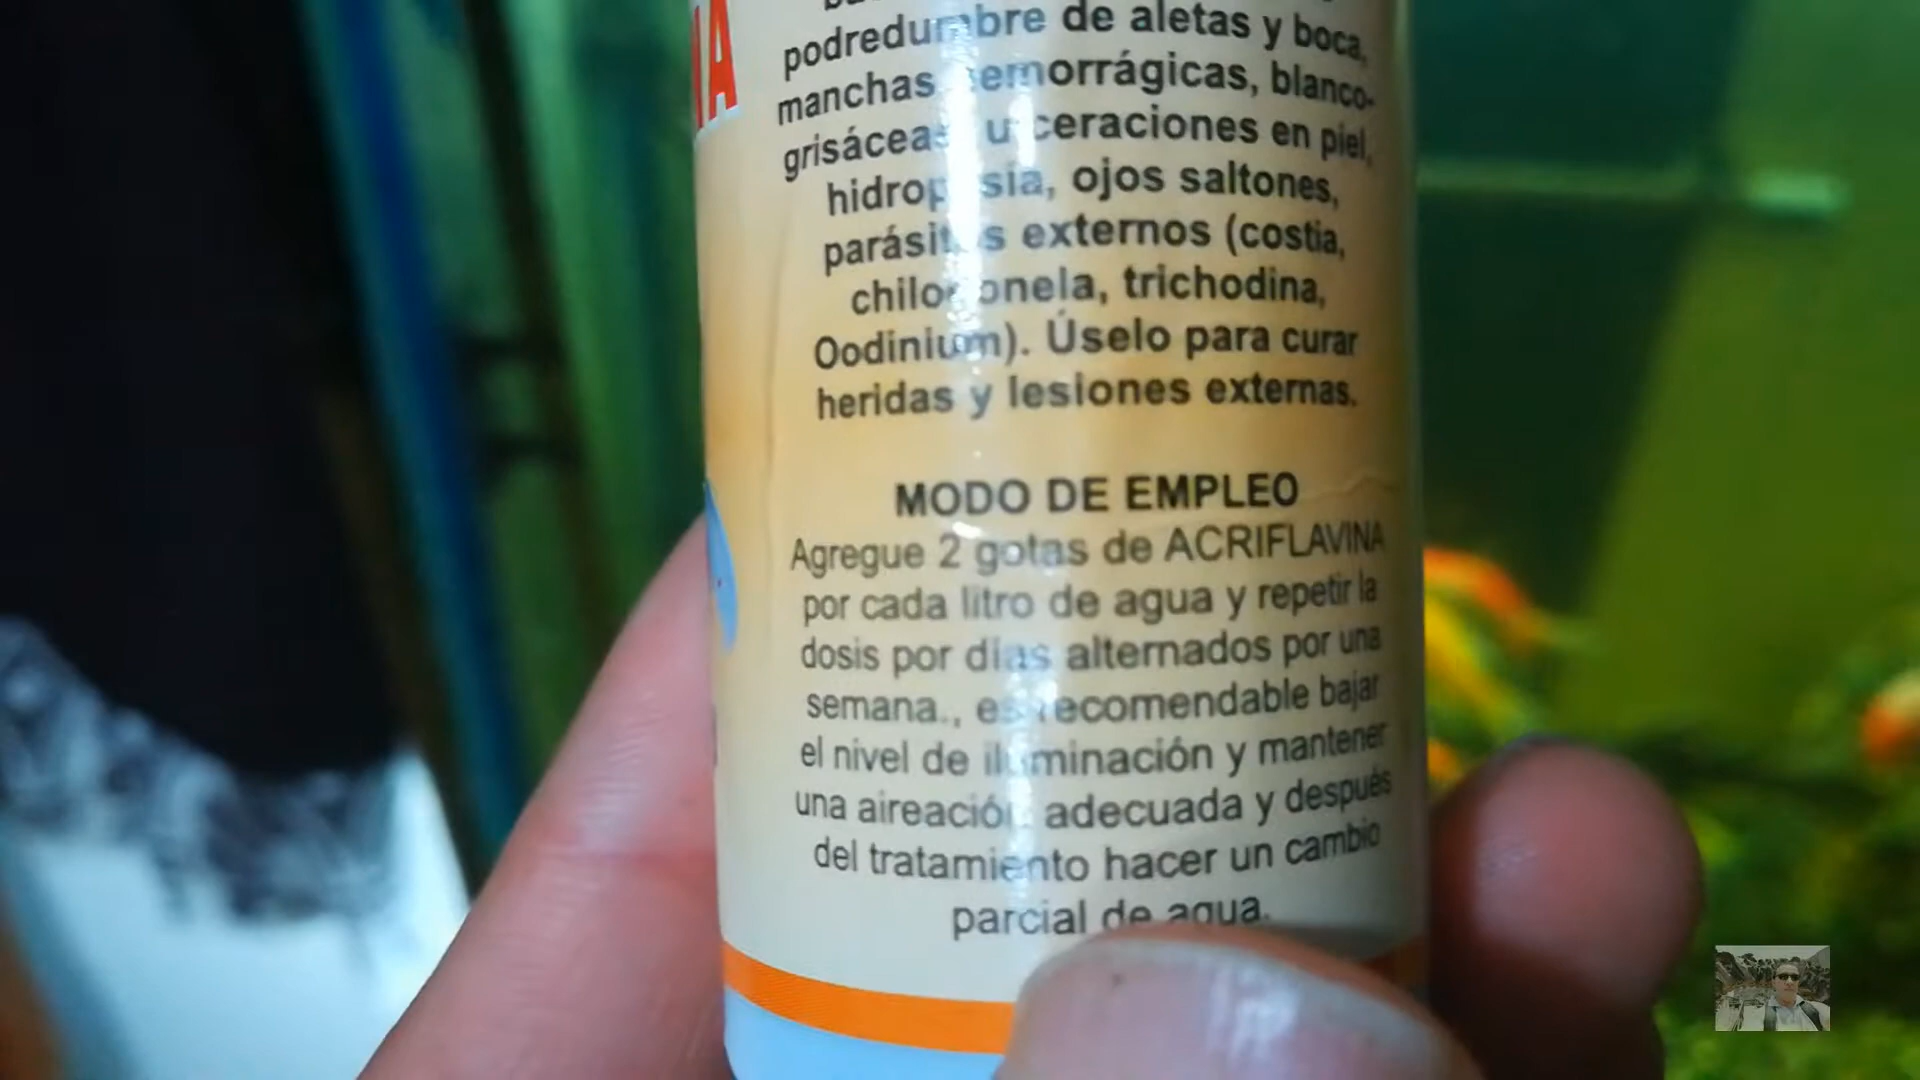 podredumbre de aletas y boca,
manchas hemorrágicas, blanco-
grisáceas, ulceraciones en piel,
hidropesía, ojos saltones,
parásitos externos (costia,
chilodonela, trichodina,
Oodinium). Úselo para curar
heridas y lesiones externas.
MODO DE EMPLEO
Agregue 2 gotas de ACRIFLAVINA
por cada litro de agua y repetir la
dosis por días alternados por una
semana., es recomendable bajar
el nivel de iluminación y mantener
una aireación adecuada y después
del tratamiento hacer un cambio
parcial de agua.